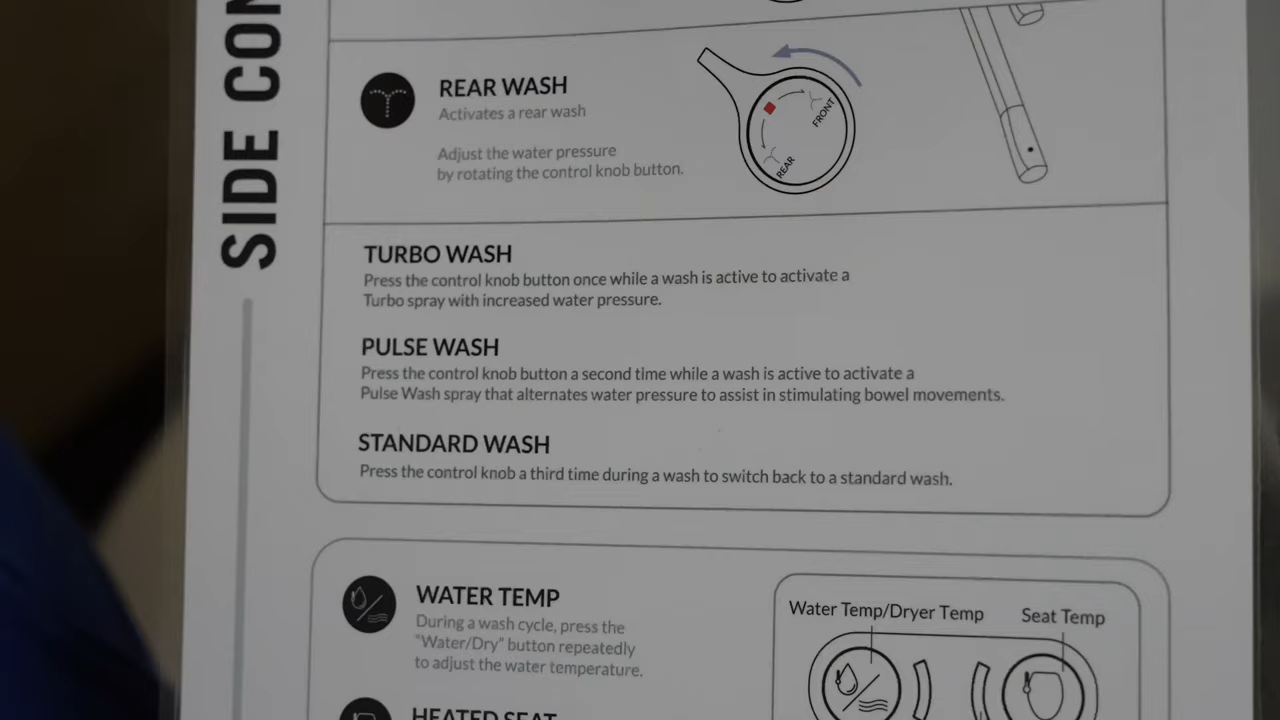 SIDE CON
REAR WASH
Activates a rear wash
Adjust the water pressure
by rotating the control knob button.
FRONT
REAR
TURBO WASH
Press the control knob button once while a wash is active to activate a
Turbo spray with increased water pressure.
PULSE WASH
Press the control knob button a second time while a wash is active to activate a
Pulse Wash spray that alternates water pressure to assist in stimulating bowel movements.
STANDARD WASH
Press the control knob a third time during a wash to switch back to a standard wash.
WATER TEMP
During a wash cycle, press the
"Water/Dry" button repeatedly
to adjust the water temperature.
Water Temp/Dryer Temp
Seat Temp
HEATED SEAT